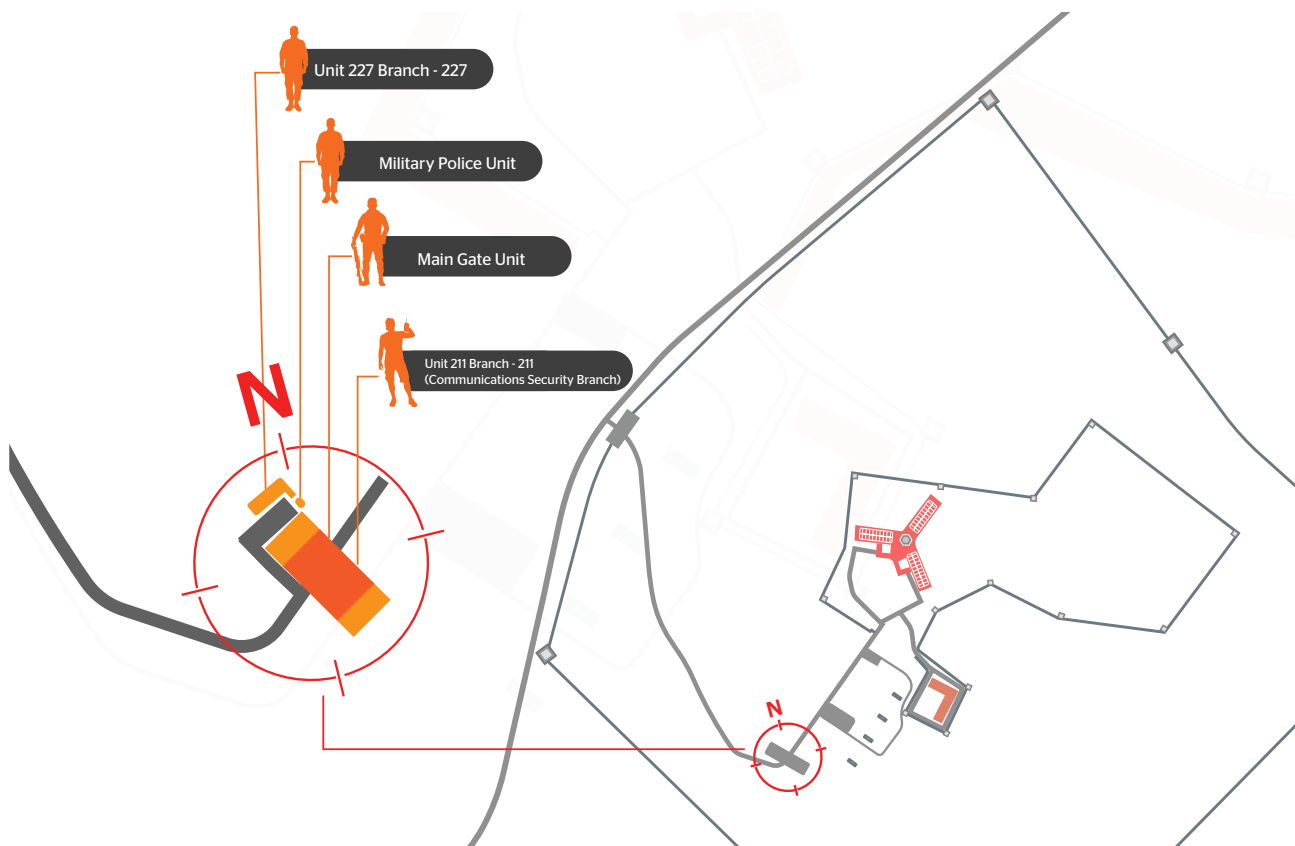 Unit 227 Branch - 227
Military Police Unit
Main Gate Unit
Unit 211 Branch - 211
(Communications Security Branch)
N
N